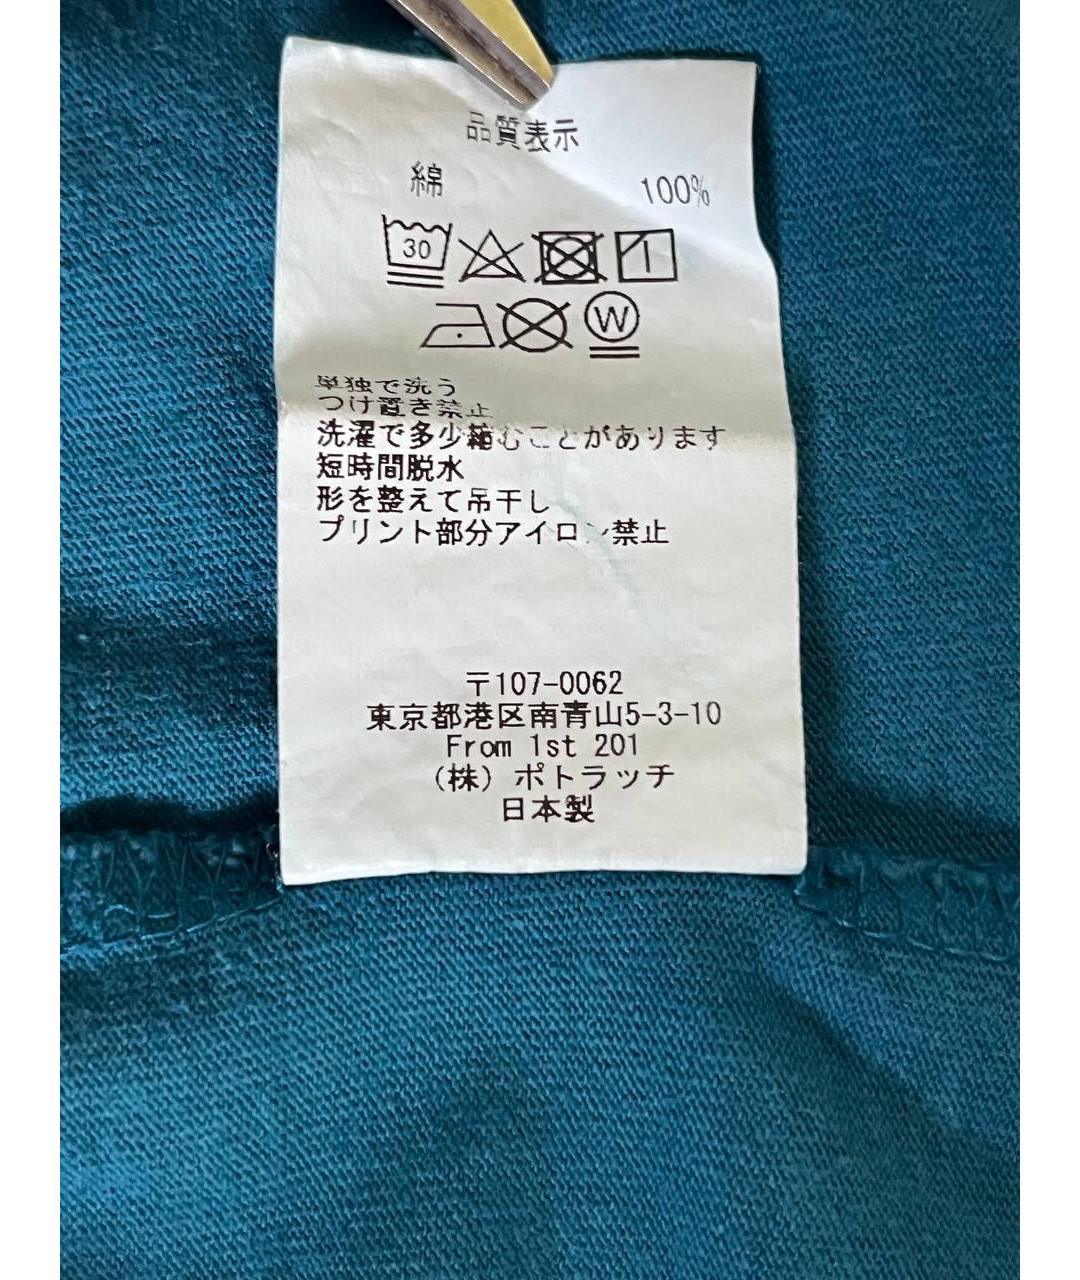 品質表示
綿 100%
30
W
単独で洗う
つけ置き禁止
洗濯で多少縮むことがあります
短時間脱水
形を整えて吊干し
プリント部分アイロン禁止
〒107-0062
東京都港区南青山5-3-10
From 1st 201
（株）ポトラッチ
日本製